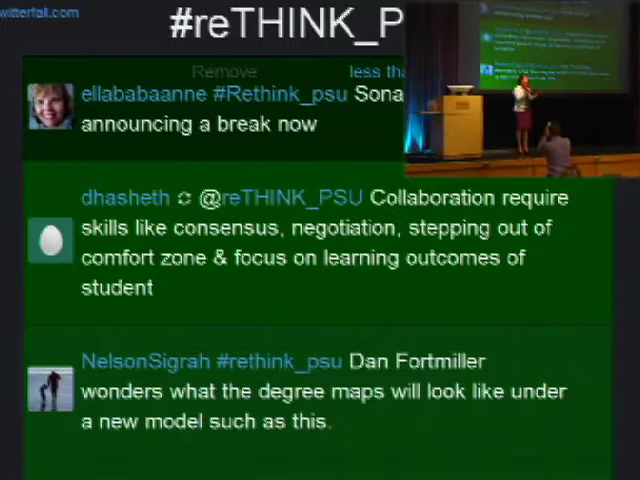 witterfall.com
#reTHINK_P
Remove
less tha
ellababaanne #Rethink_psu Sona
announcing a break now
dhasheth @reTHINK_PSU Collaboration require
skills like consensus, negotiation, stepping out of
comfort zone & focus on learning outcomes of
student
NelsonSigrah #rethink_psu Dan Fortmiller
wonders what the degree maps will look like under
a new model such as this.